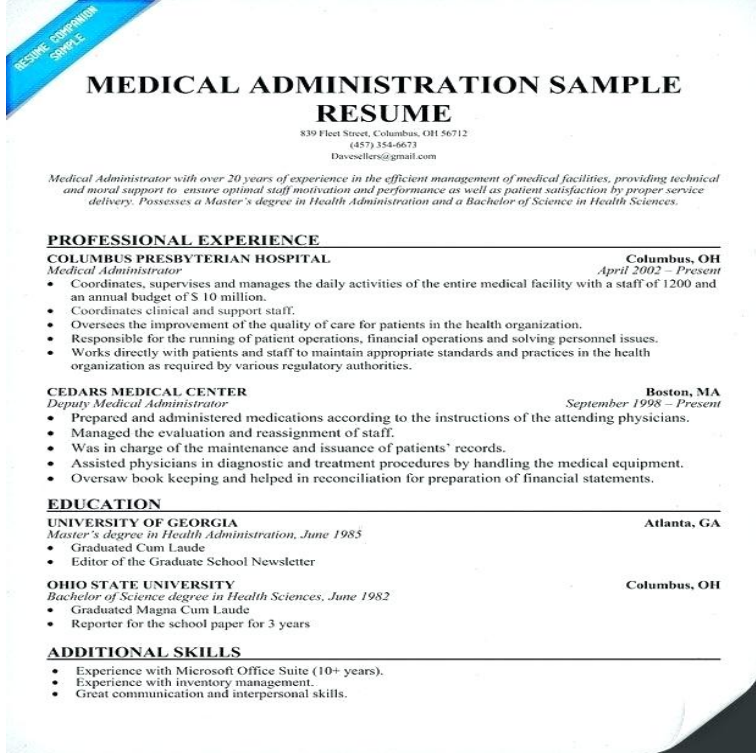 RESUME COMPANION
SAMPLE
MEDICAL ADMINISTRATION SAMPLE
RESUME
839 Fleet Street, Columbus, OH 56712
(457) 354-6673
Davesellers@gmail.com
Medical Administrator with over 20 years of experience in the efficient management of medical facilities, providing technical
and moral support to ensure optimal staff motivation and performance as well as patient satisfaction by proper service
delivery. Possesses a Master's degree in Health Administration and a Bachelor of Science in Health Sciences.
PROFESSIONAL EXPERIENCE
COLUMBUS PRESBYTERIAN HOSPITAL Columbus, OH
Medical Administrator April 2002 – Present
• Coordinates, supervises and manages the daily activities of the entire medical facility with a staff of 1200 and
an annual budget of $ 10 million.
• Coordinates clinical and support staff.
• Oversees the improvement of the quality of care for patients in the health organization.
• Responsible for the running of patient operations, financial operations and solving personnel issues.
• Works directly with patients and staff to maintain appropriate standards and practices in the health
organization as required by various regulatory authorities.
CEDARS MEDICAL CENTER Boston, MA
Deputy Medical Administrator September 1998 – Present
• Prepared and administered medications according to the instructions of the attending physicians.
• Managed the evaluation and reassignment of staff.
• Was in charge of the maintenance and issuance of patients' records.
• Assisted physicians in diagnostic and treatment procedures by handling the medical equipment.
• Oversaw book keeping and helped in reconciliation for preparation of financial statements.
EDUCATION
UNIVERSITY OF GEORGIA Atlanta, GA
Master's degree in Health Administration, June 1985
• Graduated Cum Laude
• Editor of the Graduate School Newsletter
OHIO STATE UNIVERSITY Columbus, OH
Bachelor of Science degree in Health Sciences, June 1982
• Graduated Magna Cum Laude
• Reporter for the school paper for 3 years
ADDITIONAL SKILLS
• Experience with Microsoft Office Suite (10+ years).
• Experience with inventory management.
• Great communication and interpersonal skills.